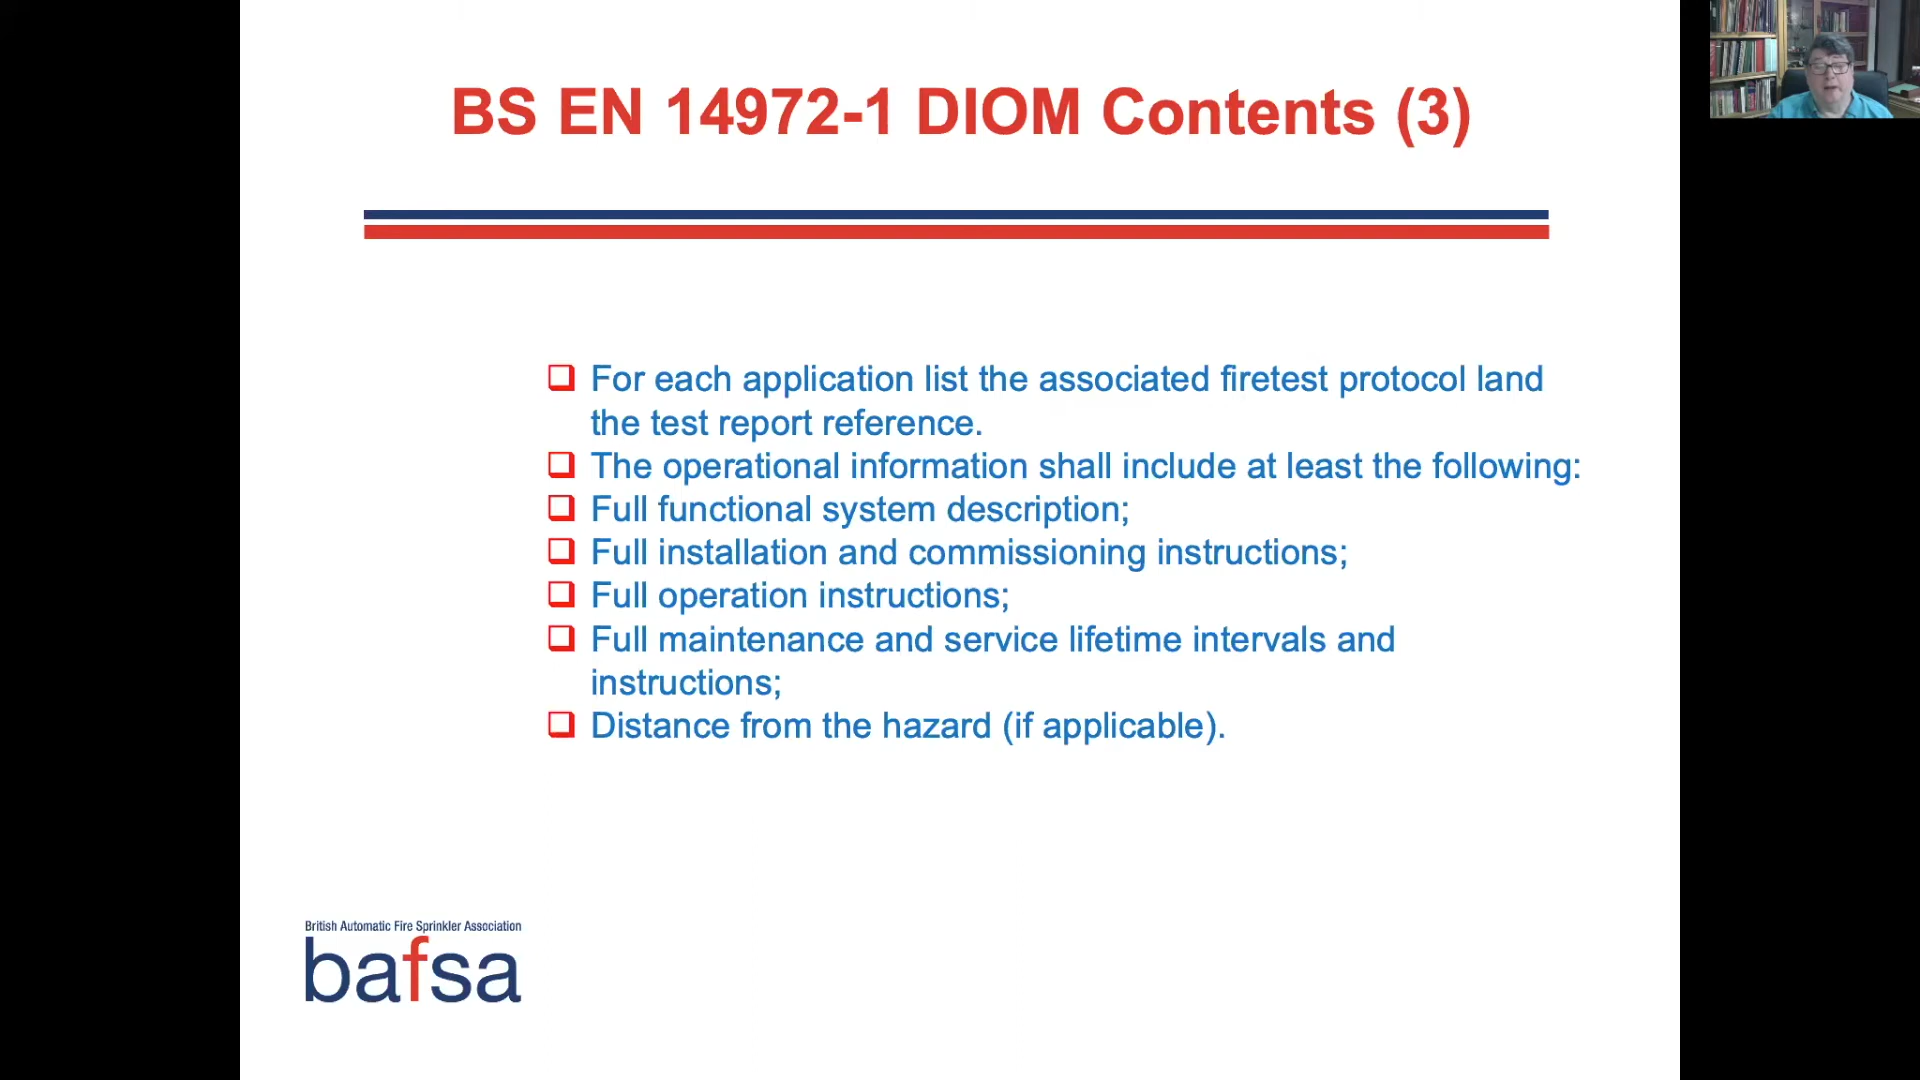 BS EN 14972-1 DIOM Contents (3)
For each application list the associated firetest protocol land
the test report reference.
The operational information shall include at least the following:
Full functional system description;
Full installation and commissioning instructions;
Full operation instructions;
Full maintenance and service lifetime intervals and
instructions;
Distance from the hazard (if applicable).
British Automatic Fire Sprinkler Association
bafsa